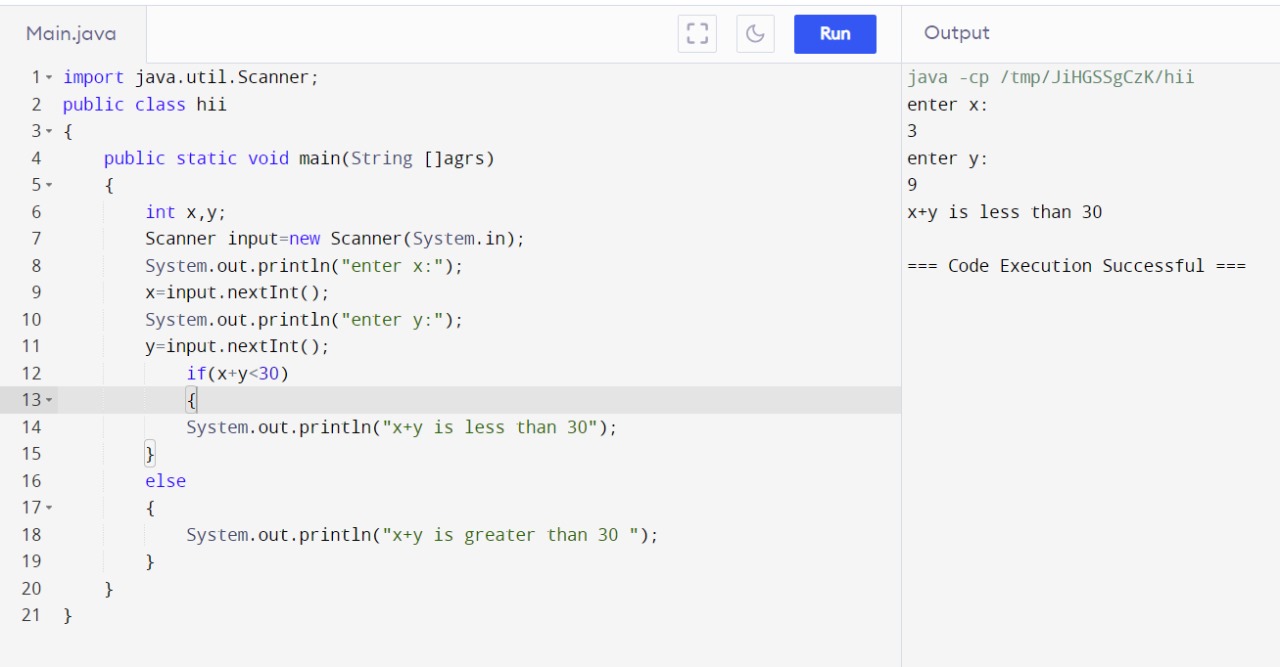 Main.java
Run
Output
1 import java.util.Scanner;
2 public class hii
3 {
4 public static void main(String []agrs)
5 {
6 int x,y;
7 Scanner input=new Scanner(System.in);
8 System.out.println("enter x:");
9 x=input.nextInt();
10 System.out.println("enter y:");
11 y=input.nextInt();
12 if(x+y<30)
13 {
14 System.out.println("x+y is less than 30");
15 }
16 else
17 {
18 System.out.println("x+y is greater than 30 ");
19 }
20 }
21 }
java -cp /tmp/JiHGSSgCzK/hii
enter x:
3
enter y:
9
x+y is less than 30
=== Code Execution Successful ===